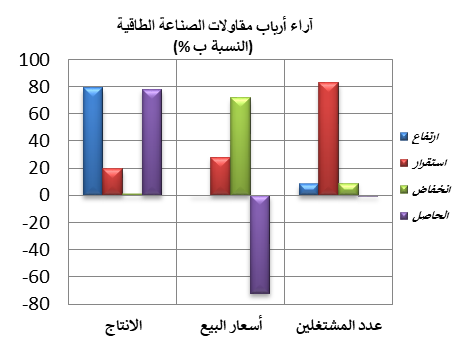 آراء أرباب مقاولات الصناعة الطاقية
(النسبة ب %)
100
80
60
40
20
0
-20
-40
-60
-80
ارتفاع
استقرار
انخفاض
الحاصل
الانتاج
أسعار البيع
عدد المشتغلين